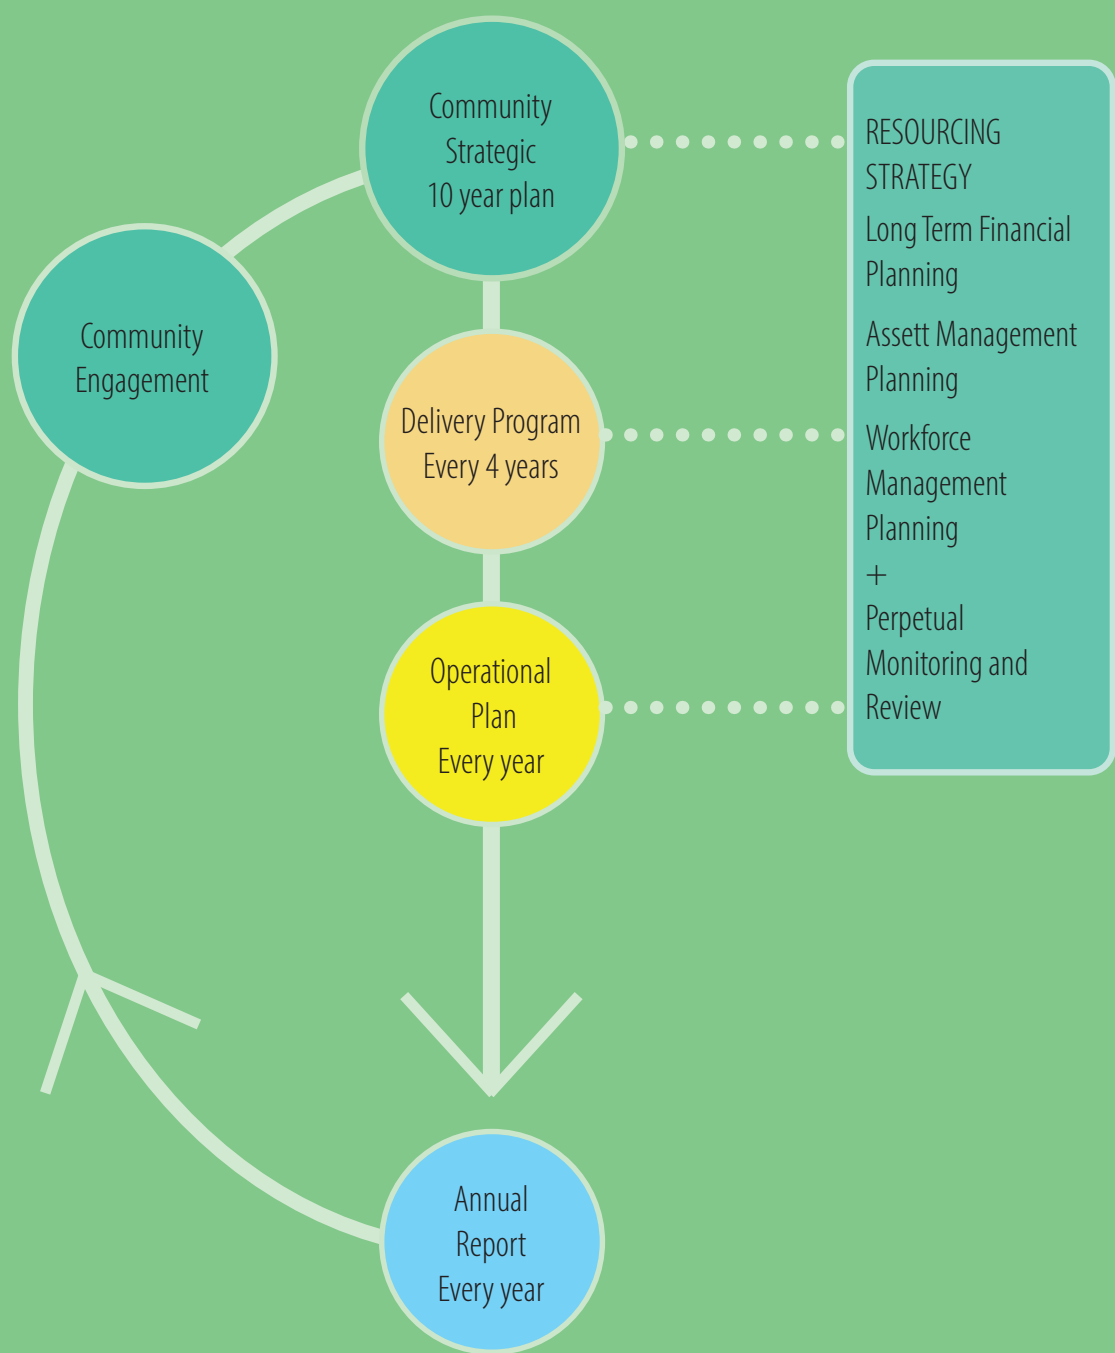 Community
Strategic
10 year plan
Community
Engagement
Delivery Program
Every 4 years
Operational
Plan
Every year
Annual
Report
Every year
RESOURCING
STRATEGY
Long Term Financial
Planning
Assett Management
Planning
Workforce
Management
Planning
+
Perpetual
Monitoring and
Review